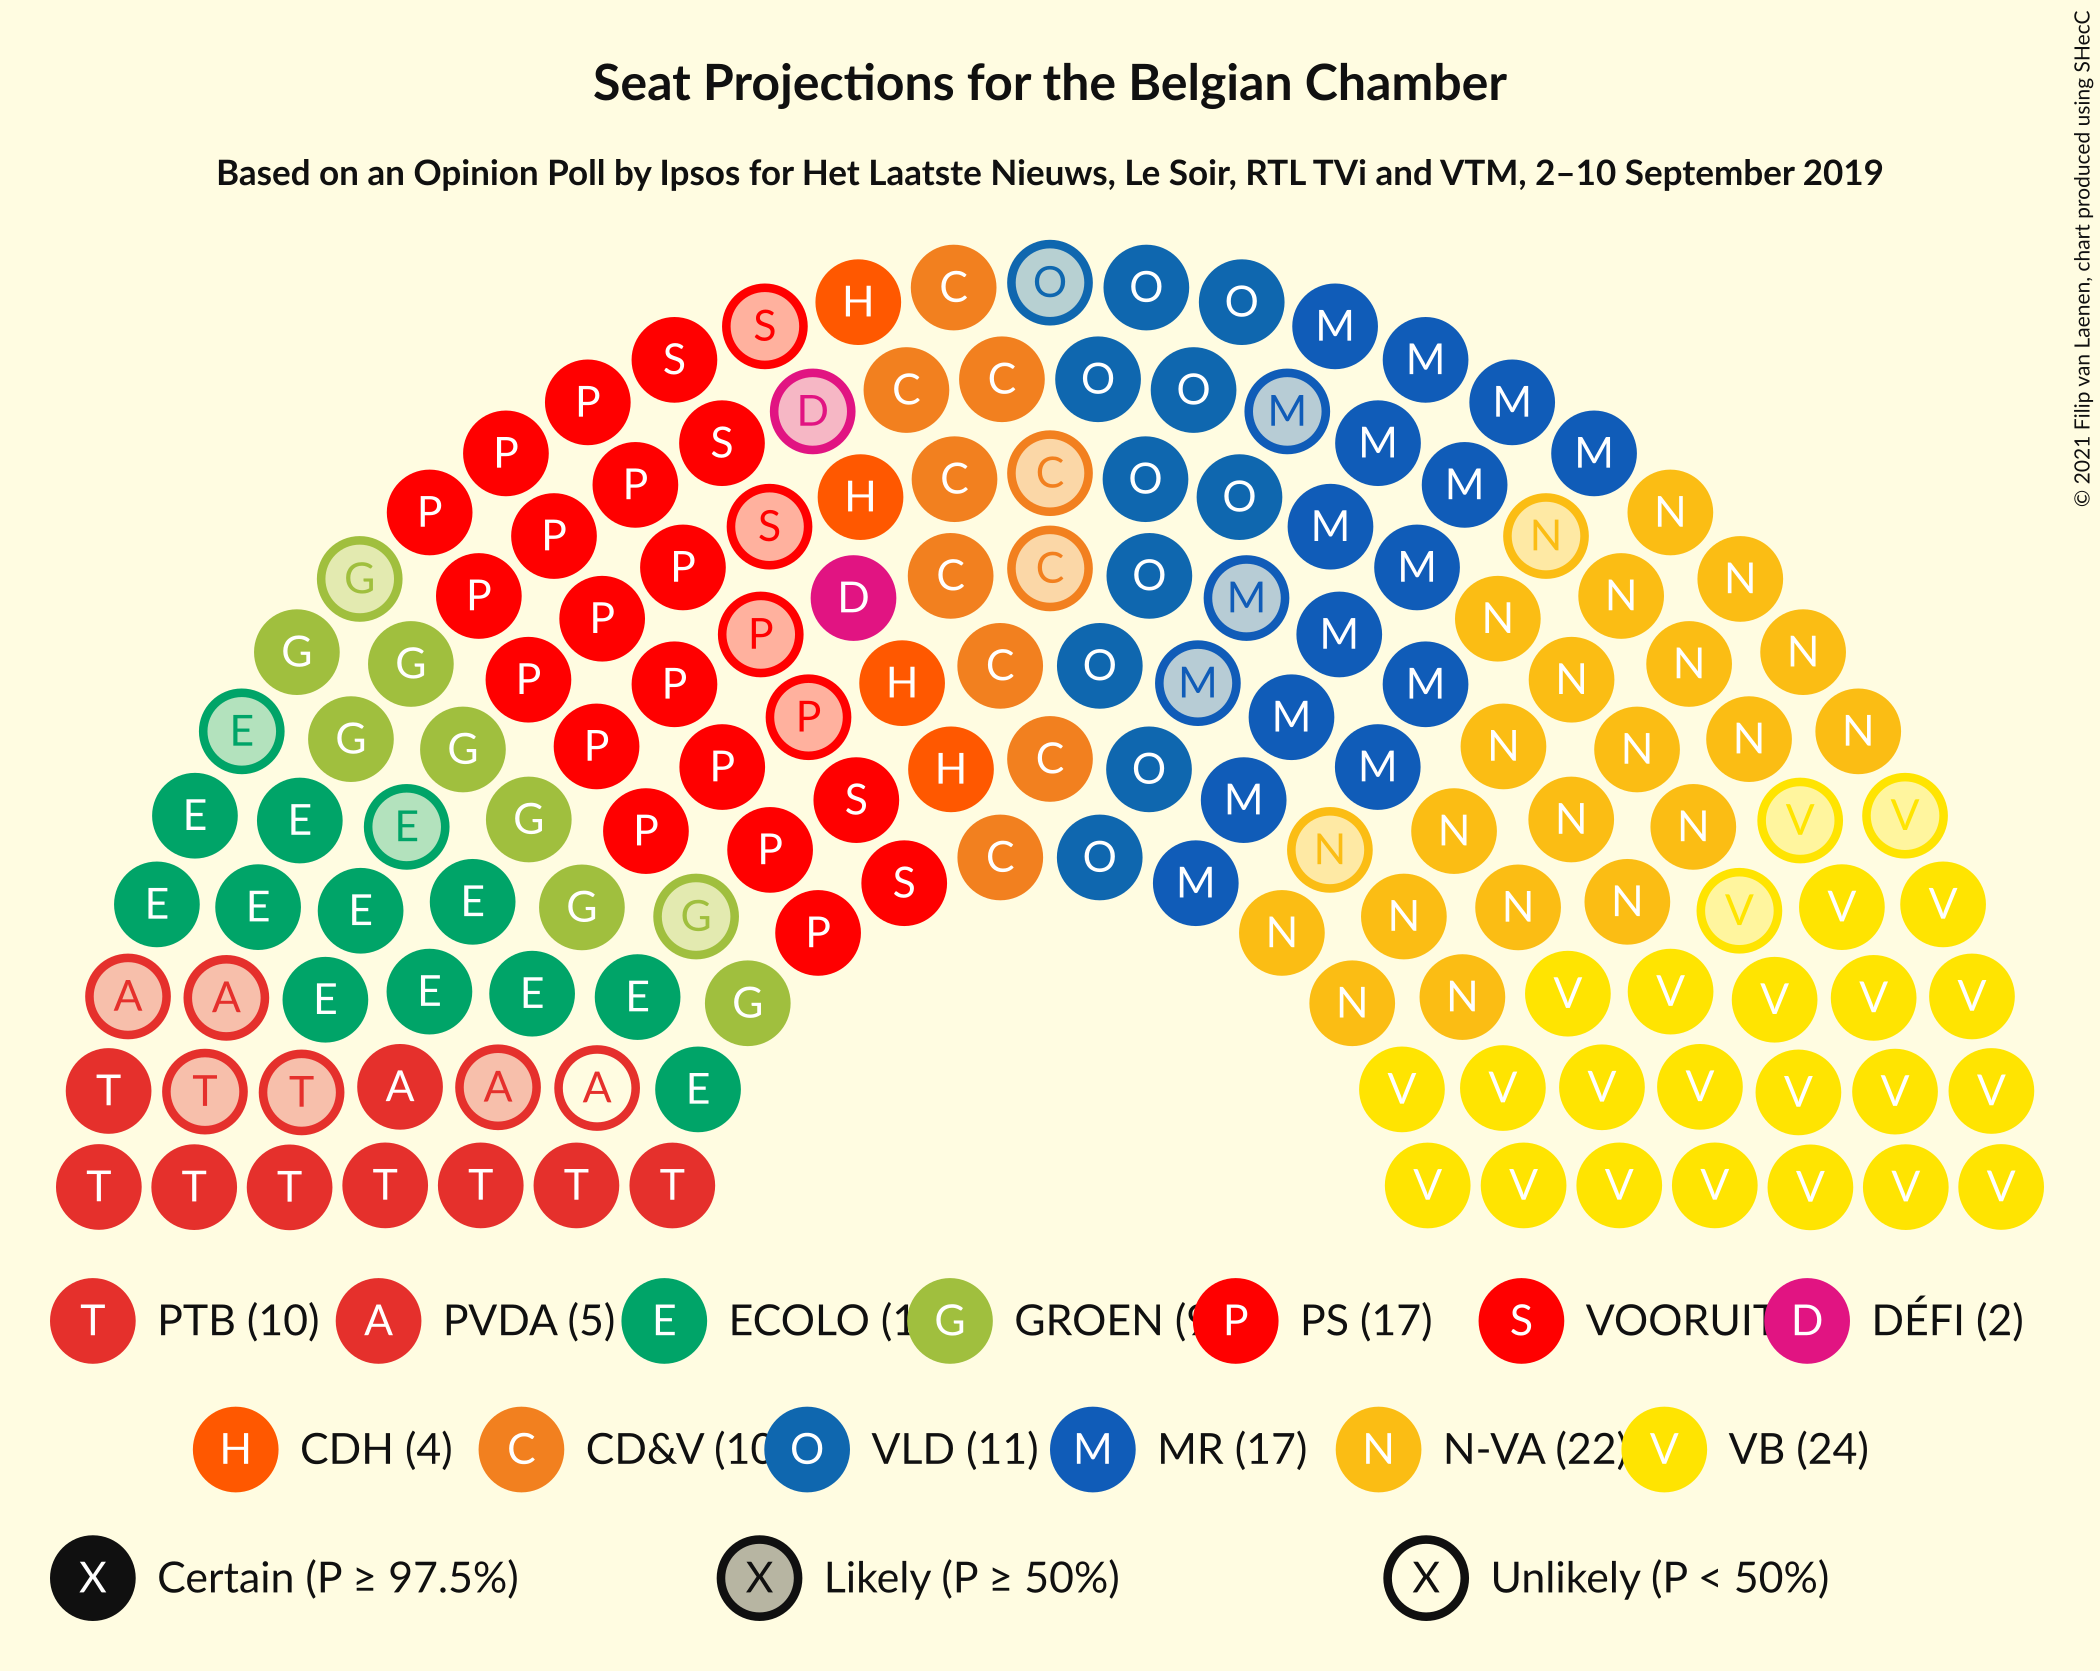 Seat Projections for the Belgian Chamber
Based on an Opinion Poll by Ipsos for Het Laatste Nieuws, Le Soir, RTL TVi and VTM, 2–10 September 2019
© 2021 Filip van Laenen, chart produced using SHecC
S H C O O O M
P S D C C O O M M M
P P S H C C O O M M M
G P P P S C C O M M N N N
G G P P P D C O M M N N N N
E G G P P P P H M M M N N N N N
E E E G P P S H C O M M N N N V V
E E E E G G P P S C O M N N N N N V V V
A A E E E E G N N V V V V V
T T T A A A E V V V V V V V
T T T T T T T V V V V V V V
T PTB (10) A PVDA (5) E ECOLO (1 G GROEN ( P PS (17) S VOORUIT D DÉFI (2)
H CDH (4) C CD&V (10 O VLD (11) M MR (17) N N-VA (22) V VB (24)
X Certain (P ≥ 97.5%) X Likely (P ≥ 50%) X Unlikely (P < 50%)